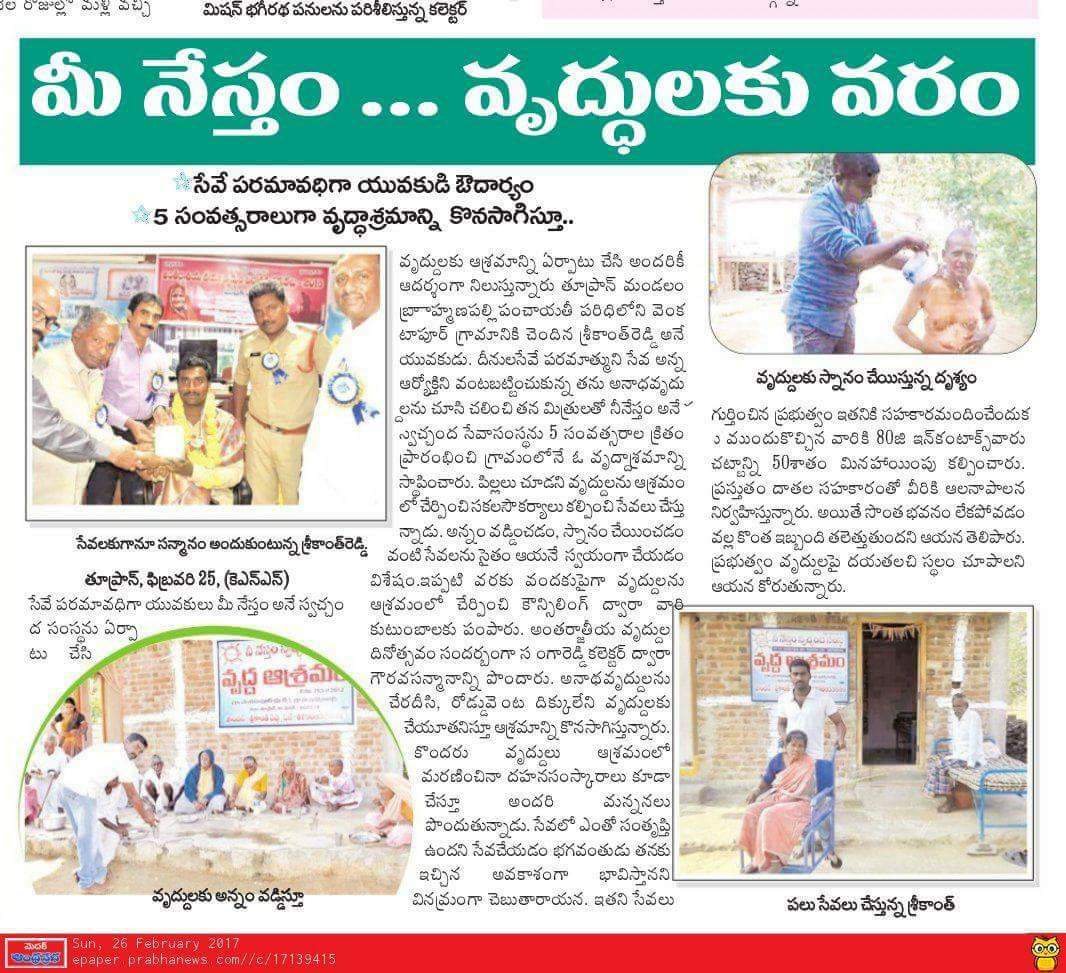 మిషన్ భగీరథ పనులను పరిశీలిస్తున్న కలెక్టర్
మీ నేస్తం ... వృద్ధులకు వరం
సేవే పరమావధిగా యువకుడి ఔదార్యం
5 సంవత్సరాలుగా వృద్ధాశ్రమాన్ని కొనసాగిస్తూ..
సేవలకుగానూ సన్మానం అందుకుంటున్న శ్రీకాంత్‌రెడ్డి
తూప్రాన్, ఫిబ్రవరి 25, (కెఎన్ఎన్)
సేవే పరమావధిగా యువకులు మీ నేస్తం అనే స్వచ్ఛం
ద సంస్థను ఏర్పా
టు చేసి
వృద్ధులకు ఆశ్రమాన్ని ఏర్పాటు చేసి అందరికీ
ఆదర్శంగా నిలుస్తున్నారు తూప్రాన్ మండలం
బ్రాహ్మణపల్లి పంచాయతీ పరిధిలోని వెంక
టాపూర్ గ్రామానికి చెందిన శ్రీకాంత్‌రెడ్డి అనే
యువకుడు. దీనులసేవే పరమాత్ముని సేవ అన్న
ఆర్యోక్తిని వంటబట్టించుకున్న తను అనాధవృదు
ద్దలను చూసి చలించి తన మిత్రులతో నీనేస్తం అనే
స్వచ్ఛంద సేవాసంస్థను 5 సంవత్సరాల క్రితం
ప్రారంభించి గ్రామంలోనే ఓ వృద్ధాశ్రమాన్ని
స్థాపించారు. పిల్లలు చూడని వృద్దులను ఆశ్రమం
లో చేర్పించి సకలసౌకర్యాలు కల్పించి సేవలు చేస్తు
న్నాడు. అన్నం వడ్డించడం, స్నానం చేయించడం
వంటి సేవలను సైతం ఆయనే స్వయంగా చేయడం
విశేషం.ఇప్పటి వరకు వందకుపైగా వృద్దులను
ఆశ్రమంలో చేర్పించి కౌన్సిలింగ్ ద్వారా వారి
కుటుంబాలకు పంపారు. అంతర్జాతీయ వృద్దుల
దినోత్సవం సందర్భంగా స ంగారెడ్డి కలెక్టర్ ద్వారా
గౌరవసన్మానాన్ని పొందారు. అనాథవృద్దులను
చేరదీసి, రోడ్డువెంట దిక్కులేని వృద్దులకు
చేయూతనిస్తూ ఆశ్రమాన్ని కొనసాగిస్తున్నారు.
కొందరు వృద్దులు ఆశ్రమంలో
మరణించినా దహనసంస్కారాలు కూడా
చేస్తూ అందరి మన్ననలు
పొందుతున్నాడు. సేవలో ఎంతో సంతృప్తి
ఉందని సేవచేయడం భగవంతుడు తనకు
ఇచ్చిన అవకాశంగా భావిస్తానని
వినమ్రంగా చెబుతారాయన. ఇతని సేవలు
వృద్దులకు స్నానం చేయిస్తున్న దృశ్యం
గుర్తించిన ప్రభుత్వం ఇతనికి సహకారమందించేందుక
ు ముందుకొచ్చిన వారికి 80జి ఇన్‌కంటాక్స్‌వారు
చట్టాన్ని 50శాతం మినహాయింపు కల్పించారు.
ప్రస్తుతం దాతల సహకారంతో వీరికి ఆలనాపాలన
నిర్వహిస్తున్నారు. అయితే సొంత భవనం లేకపోవడం
వల్ల కొంత ఇబ్బంది తలెత్తుతుందని ఆయన తెలిపారు.
ప్రభుత్వం వృద్దులపై దయతలచి స్థలం చూపాలని
ఆయన కోరుతున్నారు.
వృద్ద ఆశ్రమం
వృద్దులకు అన్నం వడ్డిస్తూ
వృద్ద ఆశ్రమం
పలు సేవలు చేస్తున్న శ్రీకాంత్
మెదక్
ఆంధ్రప్రభ
Sun, 26 February 2017
epaper.prabhanews.com//c/17139415